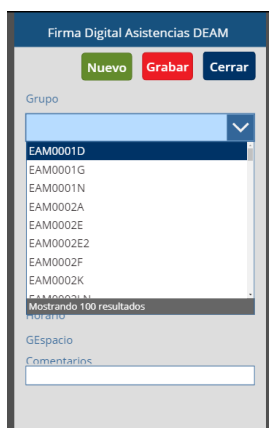 Firma Digital Asistencias DEAM
Nuevo Grabar Cerrar
Grupo
EAM0001D
EAM0001G
EAM0001N
EAM0002A
EAM0002E
EAM0002E2
EAM0002F
EAM0002K
EAM0002LN
Mostrando 100 resultados
Horario
GEspacio
Comentarios